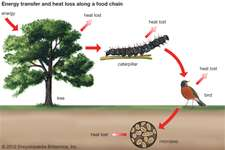 Energy transfer and heat loss along a food chain
energy
heat lost
heat lost
caterpillar
heat lost
tree
bird
heat lost
microbes
© 2012 Encyclopædia Britannica, Inc.